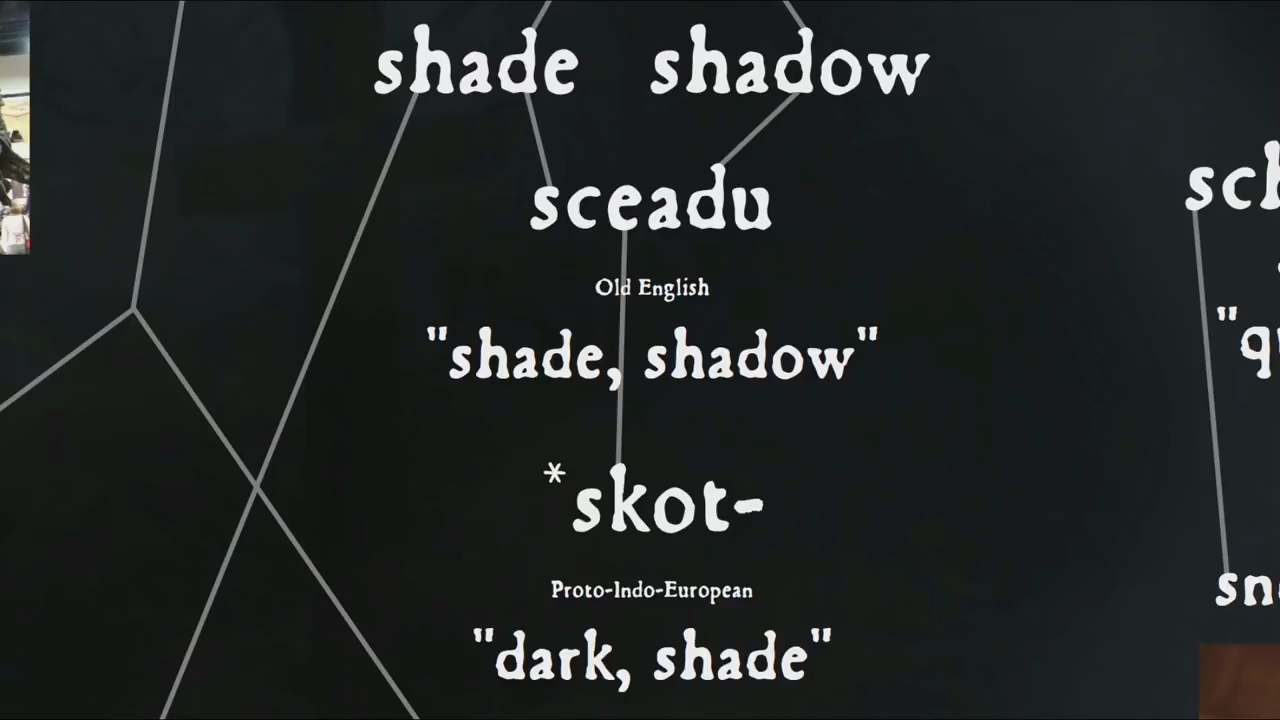 shade shadow
sceadu
Old English
"shade, shadow"
*skot-
Proto-Indo-European
"dark, shade"